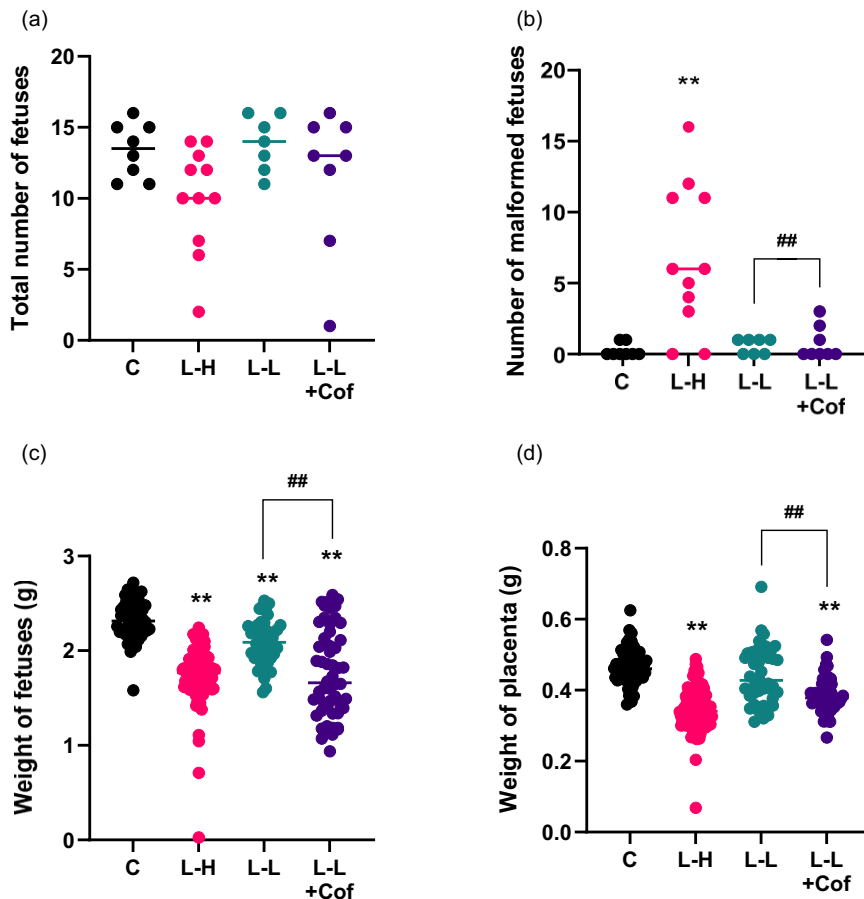 (a)
Total number of fetuses
20
15
10
5
0
C L-H L-L L-L
+Cof
(b)
Number of malformed fetuses
20
15
10
5
0
**
##
C L-H L-L L-L
+Cof
(c)
Weight of fetuses (g)
3
2
1
0
##
** ** **
C L-H L-L L-L
+Cof
(d)
Weight of placenta (g)
0.8
0.6
0.4
0.2
0.0
##
** **
C L-H L-L L-L
+Cof